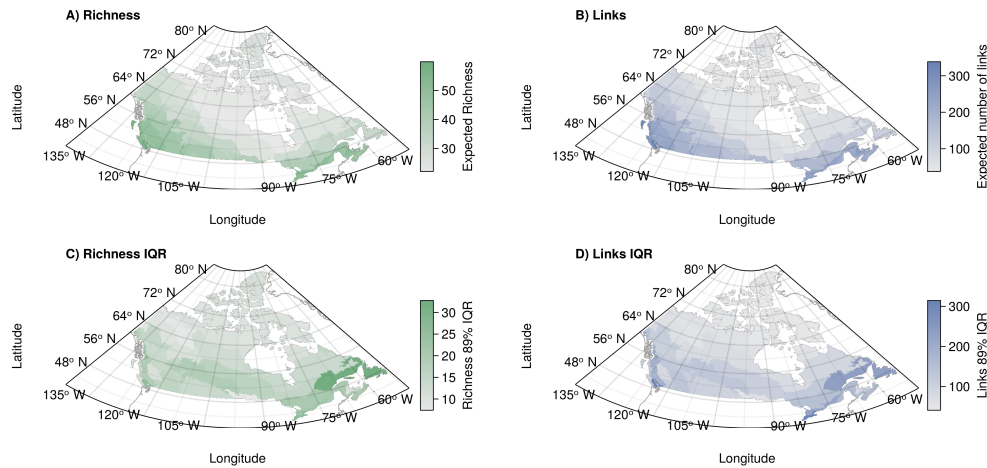 A) Richness
80° N
72° N
64° N
56° N
48° N
135° W
120° W
105° W
90° W
75° W
60° W
Latitude
Longitude
50
40
30
Expected Richness
B) Links
80° N
72° N
64° N
56° N
48° N
135° W
120° W
105° W
90° W
75° W
60° W
Latitude
Longitude
300
200
100
Expected number of links
C) Richness IQR
80° N
72° N
64° N
56° N
48° N
135° W
120° W
105° W
90° W
75° W
60° W
Latitude
Longitude
30
25
20
15
10
Richness 89% IQR
D) Links IQR
80° N
72° N
64° N
56° N
48° N
135° W
120° W
105° W
90° W
75° W
60° W
Latitude
Longitude
300
200
100
Links 89% IQR